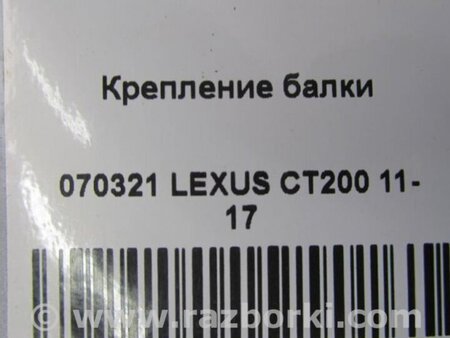 Крепление балки
070321 LEXUS CT200 11-
17
www.razborki.com